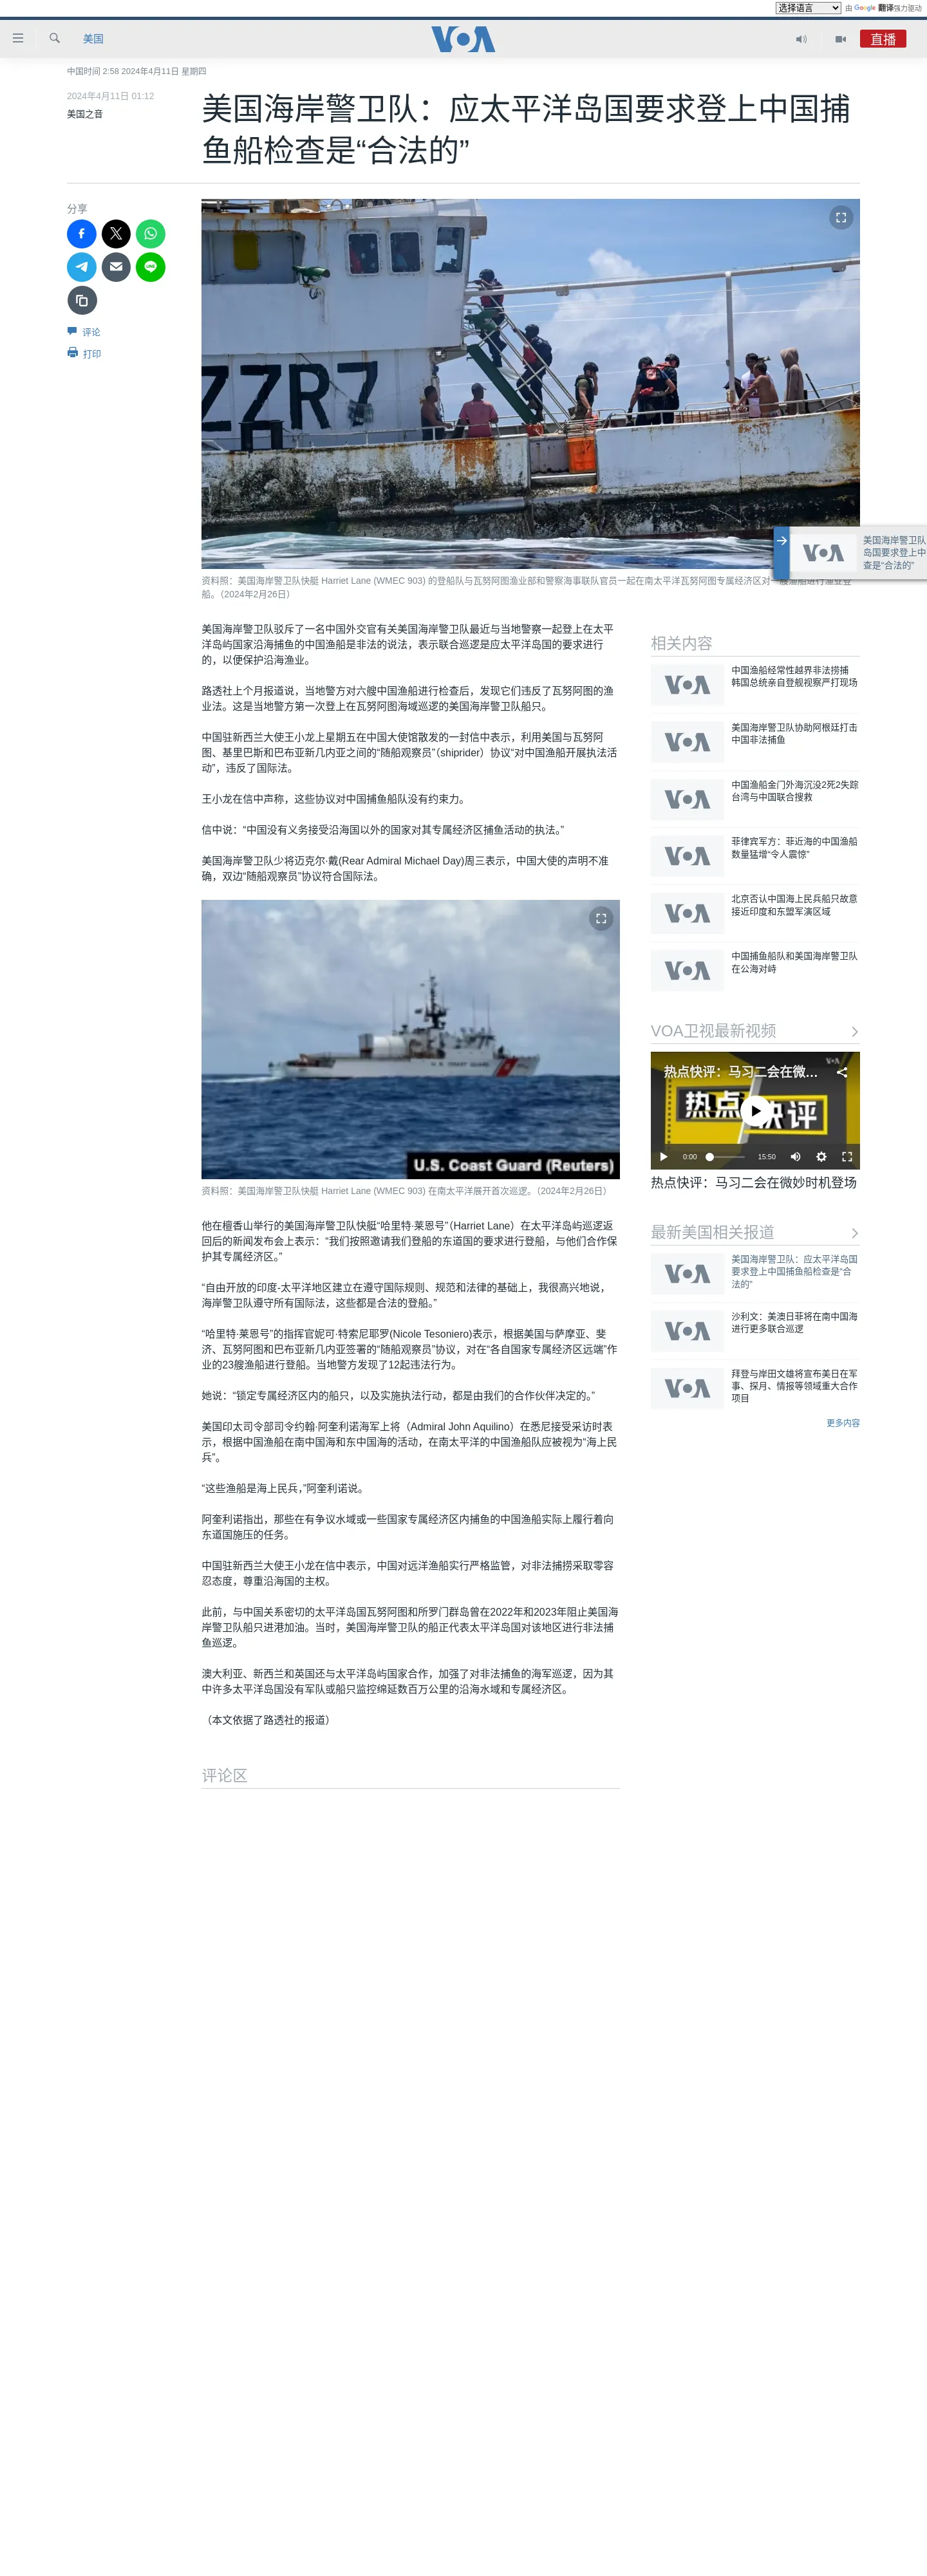 选择语言 由 Google 翻译强力驱动
美国 VOA 直播
中国时间 2:58 2024年4月11日 星期四
2024年4月11日 01:12
美国之音
美国海岸警卫队：应太平洋岛国要求登上中国捕
鱼船检查是“合法的”
分享
评论
打印
ZZR7
资料照：美国海岸警卫队快艇 Harriet Lane (WMEC 903) 的登船队与瓦努阿图渔业部和警察海事联队官员一起在南太平洋瓦努阿图专属经济区对一艘渔船进行渔业登
船。（2024年2月26日）
VOA
美国海岸警卫队
岛国要求登上中
查是“合法的”
美国海岸警卫队驳斥了一名中国外交官有关美国海岸警卫队最近与当地警察一起登上在太平
洋岛屿国家沿海捕鱼的中国渔船是非法的说法，表示联合巡逻是应太平洋岛国的要求进行
的，以便保护沿海渔业。
路透社上个月报道说，当地警方对六艘中国渔船进行检查后，发现它们违反了瓦努阿图的渔
业法。这是当地警方第一次登上在瓦努阿图海域巡逻的美国海岸警卫队船只。
中国驻新西兰大使王小龙上星期五在中国大使馆散发的一封信中表示，利用美国与瓦努阿
图、基里巴斯和巴布亚新几内亚之间的“随船观察员”（shiprider）协议“对中国渔船开展执法活
动”，违反了国际法。
王小龙在信中声称，这些协议对中国捕鱼船队没有约束力。
信中说：“中国没有义务接受沿海国以外的国家对其专属经济区捕鱼活动的执法。”
美国海岸警卫队少将迈克尔·戴(Rear Admiral Michael Day)周三表示，中国大使的声明不准
确，双边“随船观察员”协议符合国际法。
U.S. Coast Guard (Reuters)
资料照：美国海岸警卫队快艇 Harriet Lane (WMEC 903) 在南太平洋展开首次巡逻。（2024年2月26日）
他在檀香山举行的美国海岸警卫队快艇“哈里特·莱恩号”（Harriet Lane）在太平洋岛屿巡逻返
回后的新闻发布会上表示：“我们按照邀请我们登船的东道国的要求进行登船，与他们合作保
护其专属经济区。”
“自由开放的印度-太平洋地区建立在遵守国际规则、规范和法律的基础上，我很高兴地说，
海岸警卫队遵守所有国际法，这些都是合法的登船。”
“哈里特·莱恩号”的指挥官妮可·特索尼耶罗(Nicole Tesoniero)表示，根据美国与萨摩亚、斐
济、瓦努阿图和巴布亚新几内亚签署的“随船观察员”协议，对在“各自国家专属经济区远端”作
业的23艘渔船进行登船。当地警方发现了12起违法行为。
她说：“锁定专属经济区内的船只，以及实施执法行动，都是由我们的合作伙伴决定的。”
美国印太司令部司令约翰·阿奎利诺海军上将（Admiral John Aquilino）在悉尼接受采访时表
示，根据中国渔船在南中国海和东中国海的活动，在南太平洋的中国渔船队应被视为“海上民
兵”。
“这些渔船是海上民兵，”阿奎利诺说。
阿奎利诺指出，那些在有争议水域或一些国家专属经济区内捕鱼的中国渔船实际上履行着向
东道国施压的任务。
中国驻新西兰大使王小龙在信中表示，中国对远洋渔船实行严格监管，对非法捕捞采取零容
忍态度，尊重沿海国的主权。
此前，与中国关系密切的太平洋岛国瓦努阿图和所罗门群岛曾在2022年和2023年阻止美国海
岸警卫队船只进港加油。当时，美国海岸警卫队的船正代表太平洋岛国对该地区进行非法捕
鱼巡逻。
澳大利亚、新西兰和英国还与太平洋岛屿国家合作，加强了对非法捕鱼的海军巡逻，因为其
中许多太平洋岛国没有军队或船只监控绵延数百万公里的沿海水域和专属经济区。
（本文依据了路透社的报道）
评论区
相关内容
VOA
中国渔船经常性越界非法捞捕
韩国总统亲自登舰视察严打现场
VOA
美国海岸警卫队协助阿根廷打击
中国非法捕鱼
VOA
中国渔船金门外海沉没2死2失踪
台湾与中国联合搜救
VOA
菲律宾军方：菲近海的中国渔船
数量猛增“令人震惊”
VOA
北京否认中国海上民兵船只故意
接近印度和东盟军演区域
VOA
中国捕鱼船队和美国海岸警卫队
在公海对峙
VOA卫视最新视频
VOA
热点快评：马习二会在微...
热点 快评
0:00 15:50
热点快评：马习二会在微妙时机登场
最新美国相关报道
VOA
美国海岸警卫队：应太平洋岛国
要求登上中国捕鱼船检查是“合
法的”
VOA
沙利文：美澳日菲将在南中国海
进行更多联合巡逻
VOA
拜登与岸田文雄将宣布美日在军
事、探月、情报等领域重大合作
项目
更多内容